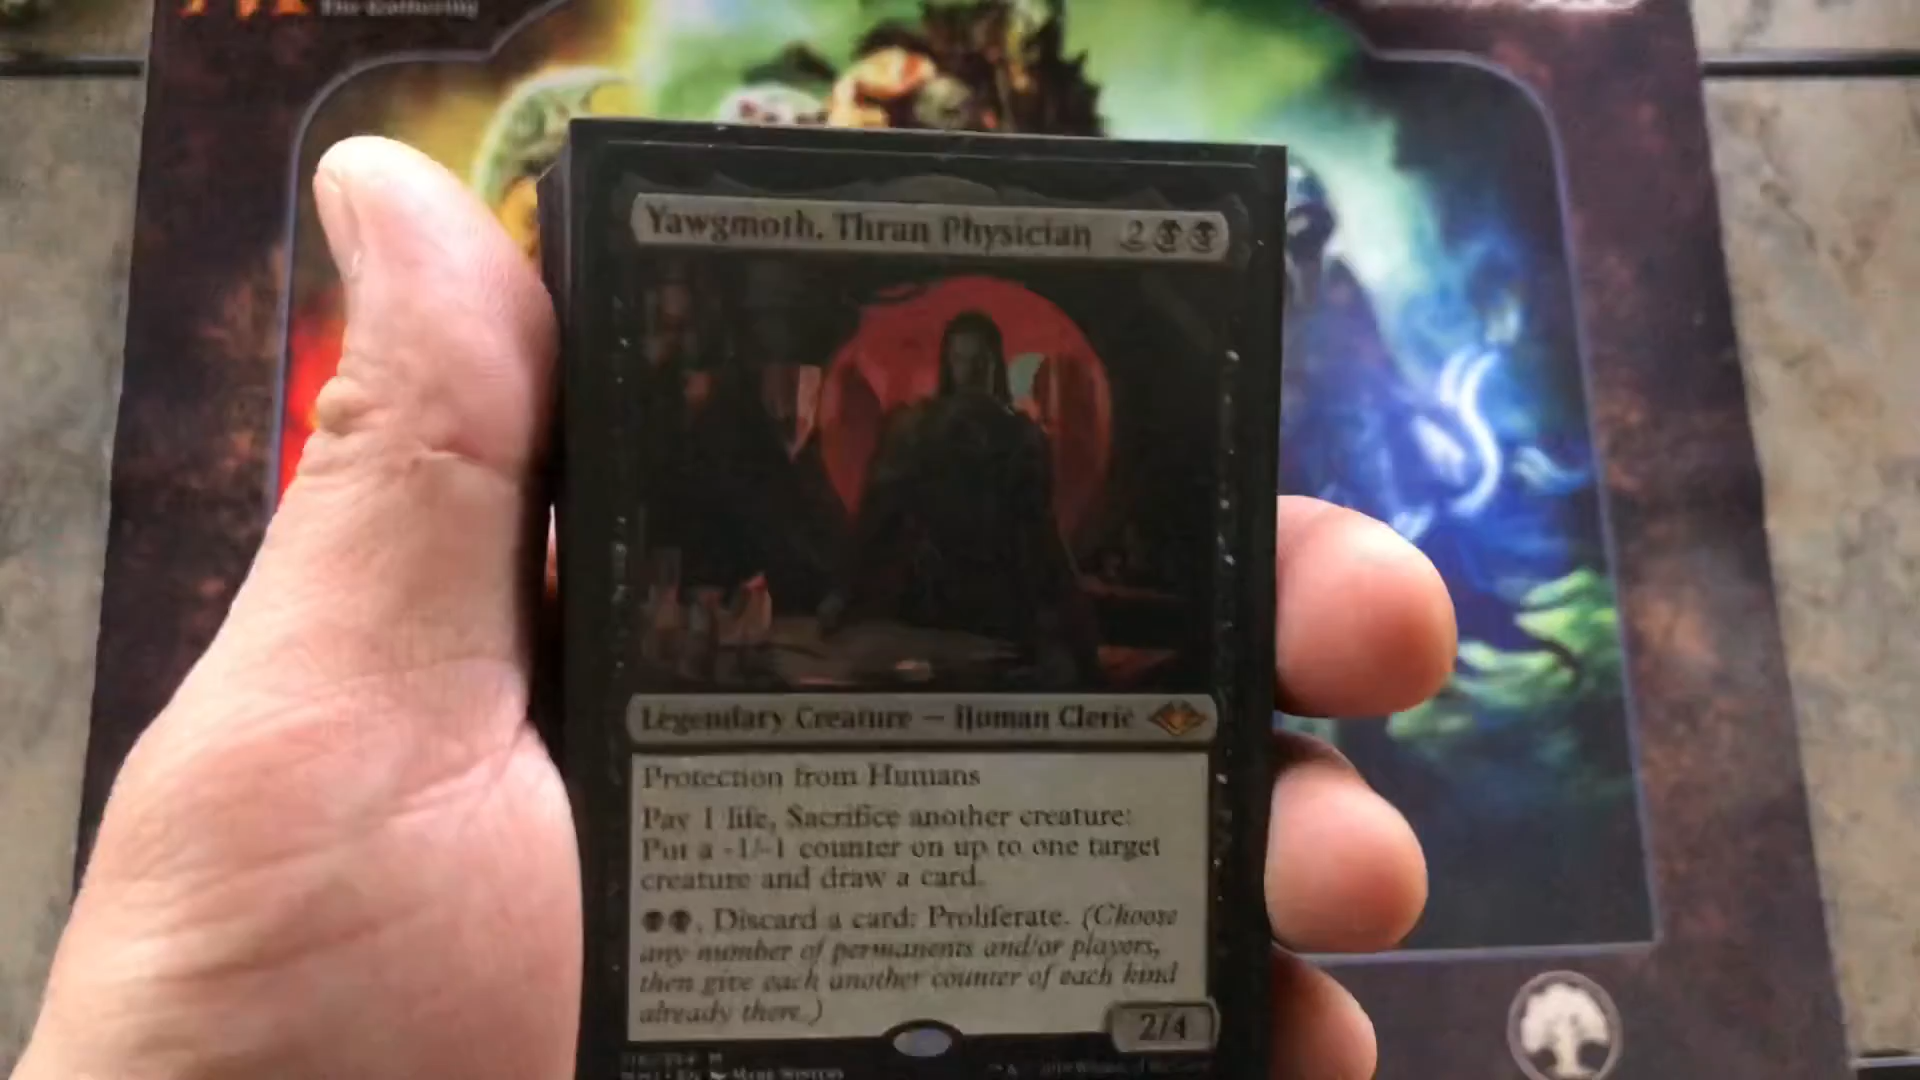 The Gathering
Yawgmoth, Thran Physician 2
Legendary Creature — Human Cleric
Protection from Humans
Pay 1 life, Sacrifice another creature:
Put a -1/-1 counter on up to one target
creature and draw a card.
, Discard a card: Proliferate. (Choose
any number of permanents and/or players,
then give each another counter of each kind
already there.)
2/4